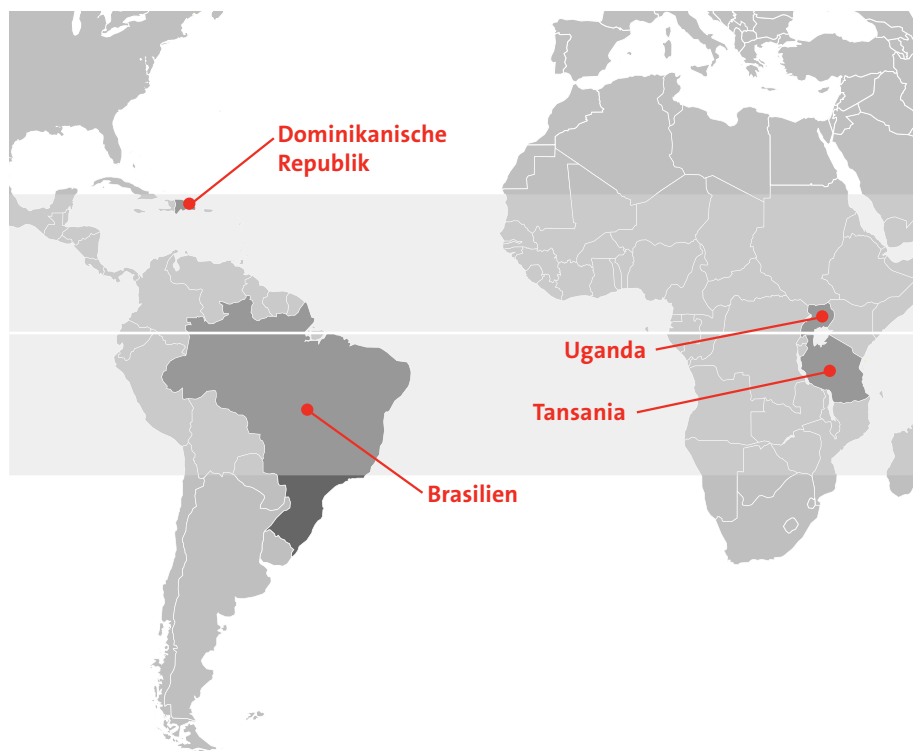 Dominikanische
Republik
Uganda
Tansania
Brasilien